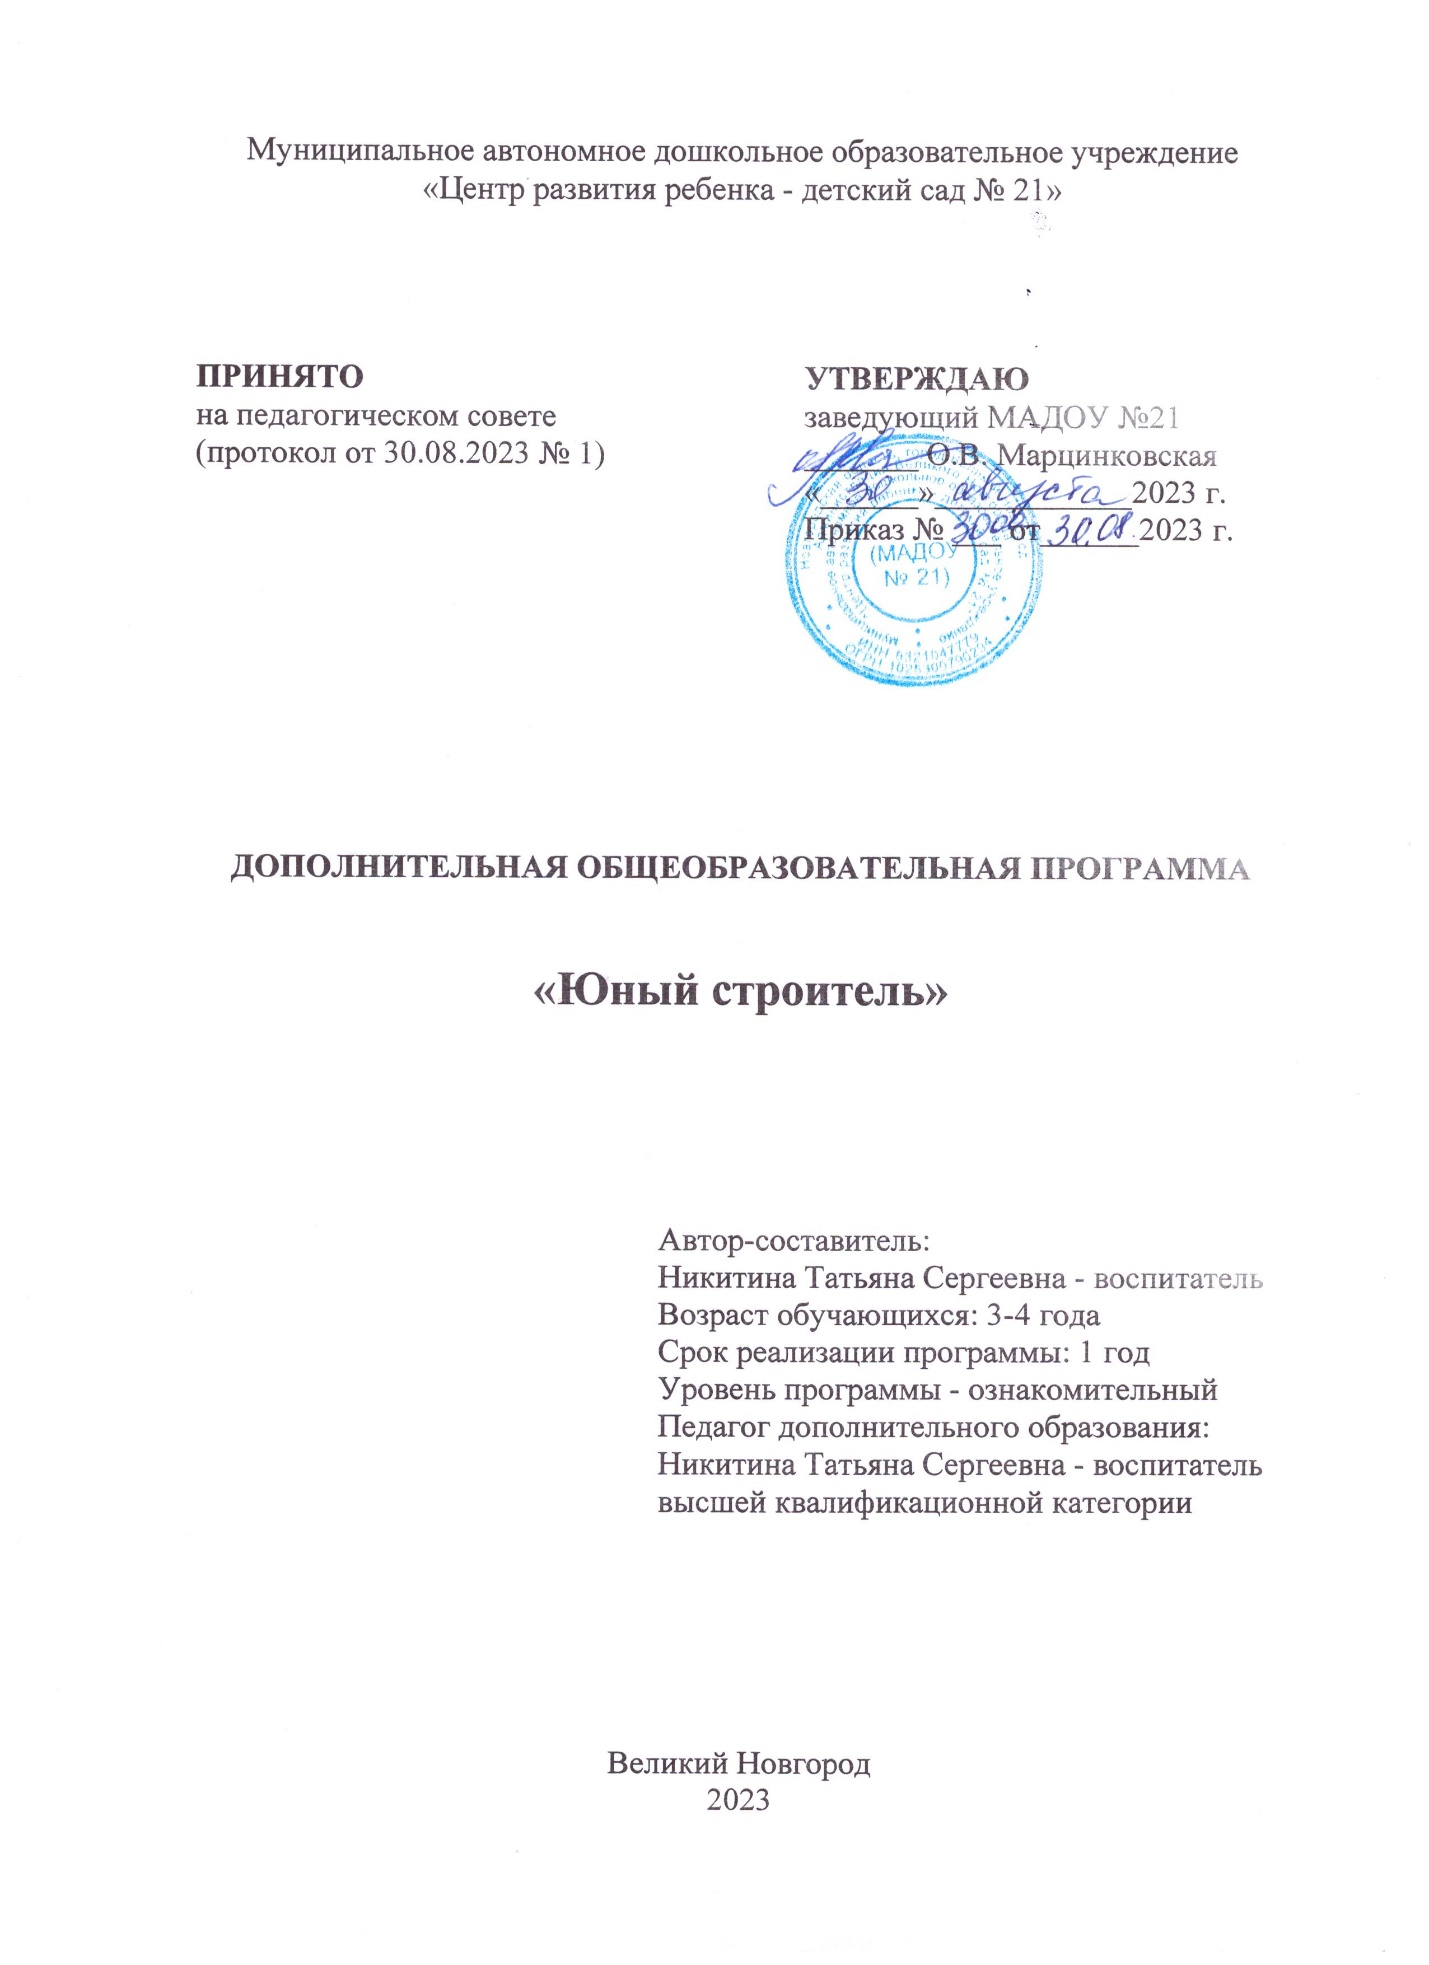 Муниципальное автономное дошкольное образовательное учреждение
«Центр развития ребенка - детский сад № 21»
ПРИНЯТО
на педагогическом совете
(протокол от 30.08.2023 № 1)
УТВЕРЖДАЮ
заведующий МАДОУ №21
О.В. Марцинковская
« 30 » августа 2023 г.
Приказ № от 30.08 2023 г.
(МАДОУ
№ 21)
ДОПОЛНИТЕЛЬНАЯ ОБЩЕОБРАЗОВАТЕЛЬНАЯ ПРОГРАММА
«Юный строитель»
Автор-составитель:
Никитина Татьяна Сергеевна - воспитатель
Возраст обучающихся: 3-4 года
Срок реализации программы: 1 год
Уровень программы - ознакомительный
Педагог дополнительного образования:
Никитина Татьяна Сергеевна - воспитатель
высшей квалификационной категории
Великий Новгород
2023